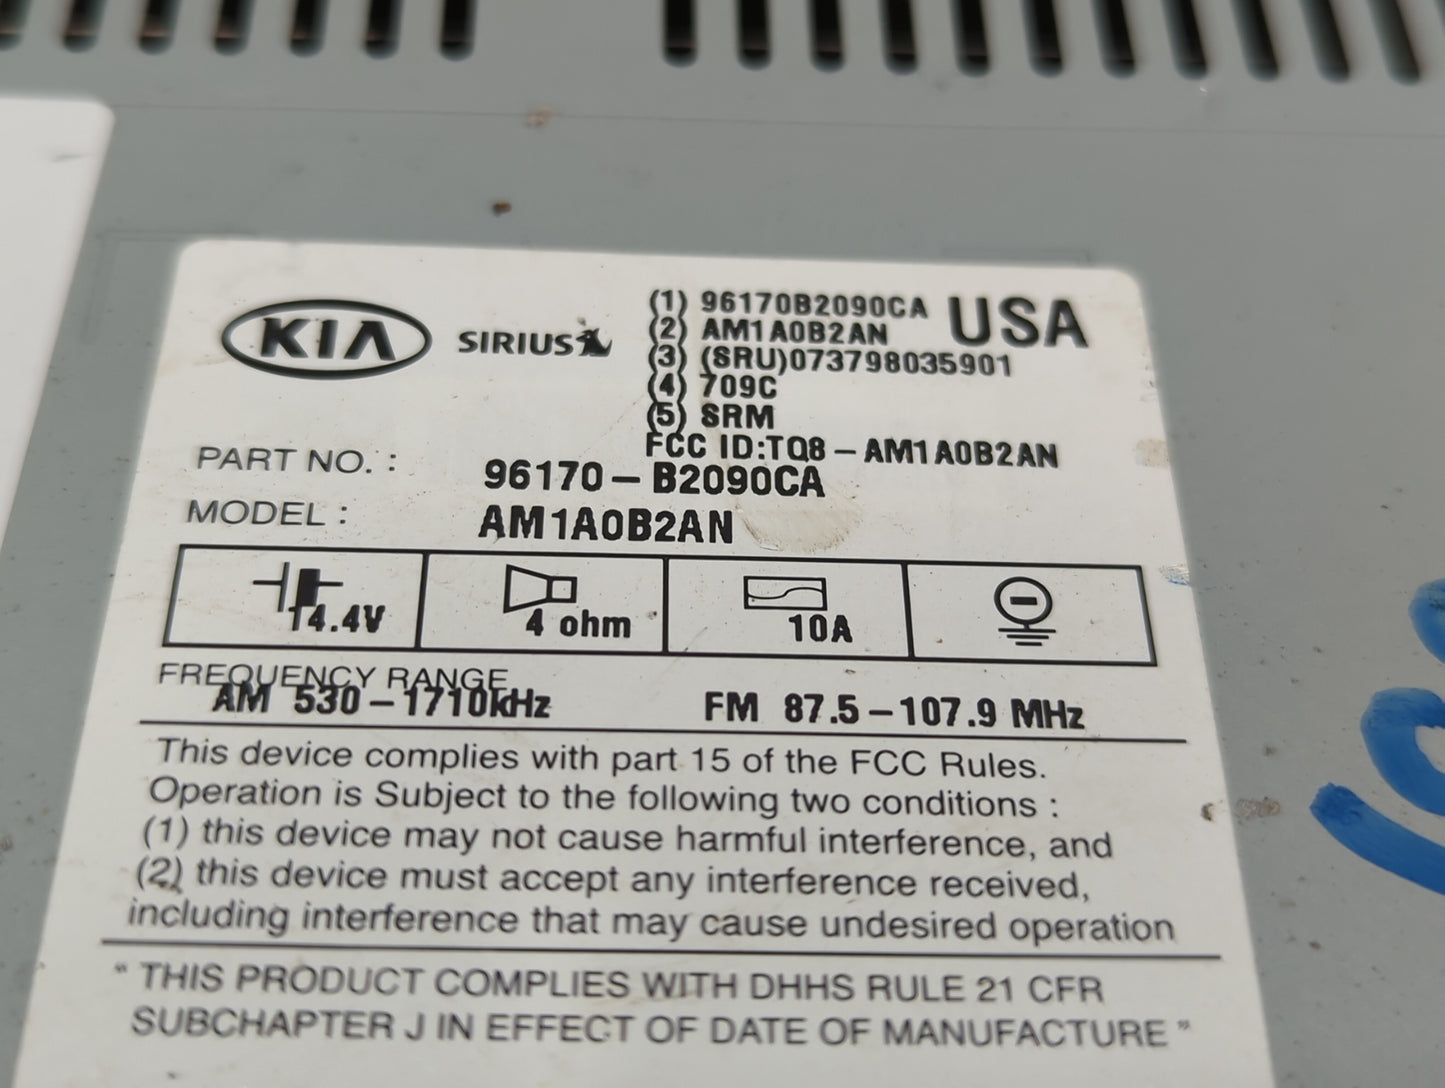 KIA
SIRIUS
(1) 96170B2090CA USA
(2) AM1A0B2AN
(3) (SRU)073798035901
(4) 709C
(5) SRM
FCC ID:TQ8-AM1A0B2AN
PART NO. : 96170-B2090CA
MODEL : AM1A0B2AN
14.4V 4 ohm 10A
FREQUENCY RANGE
AM 530-1710kHz FM 87.5-107.9 MHz
This device complies with part 15 of the FCC Rules.
Operation is Subject to the following two conditions :
(1) this device may not cause harmful interference, and
(2) this device must accept any interference received,
including interference that may cause undesired operation
" THIS PRODUCT COMPLIES WITH DHHS RULE 21 CFR
SUBCHAPTER J IN EFFECT OF DATE OF MANUFACTURE "